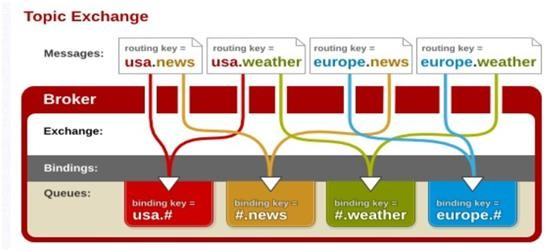 Topic Exchange
Messages:
routing key =
usa.news
routing key =
usa.weather
routing key =
europe.news
routing key =
europe.weather
Broker
Exchange:
Bindings:
Queues:
binding key =
usa.#
binding key =
#.news
binding key =
#.weather
binding key =
europe.#